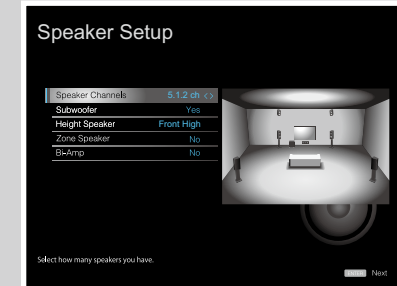 Speaker Setup
Speaker Channels 5.1.2 ch <>
Subwoofer Yes
Height Speaker Front High
Zone Speaker No
Bi-Amp No
Select how many speakers you have.
ENTER Next